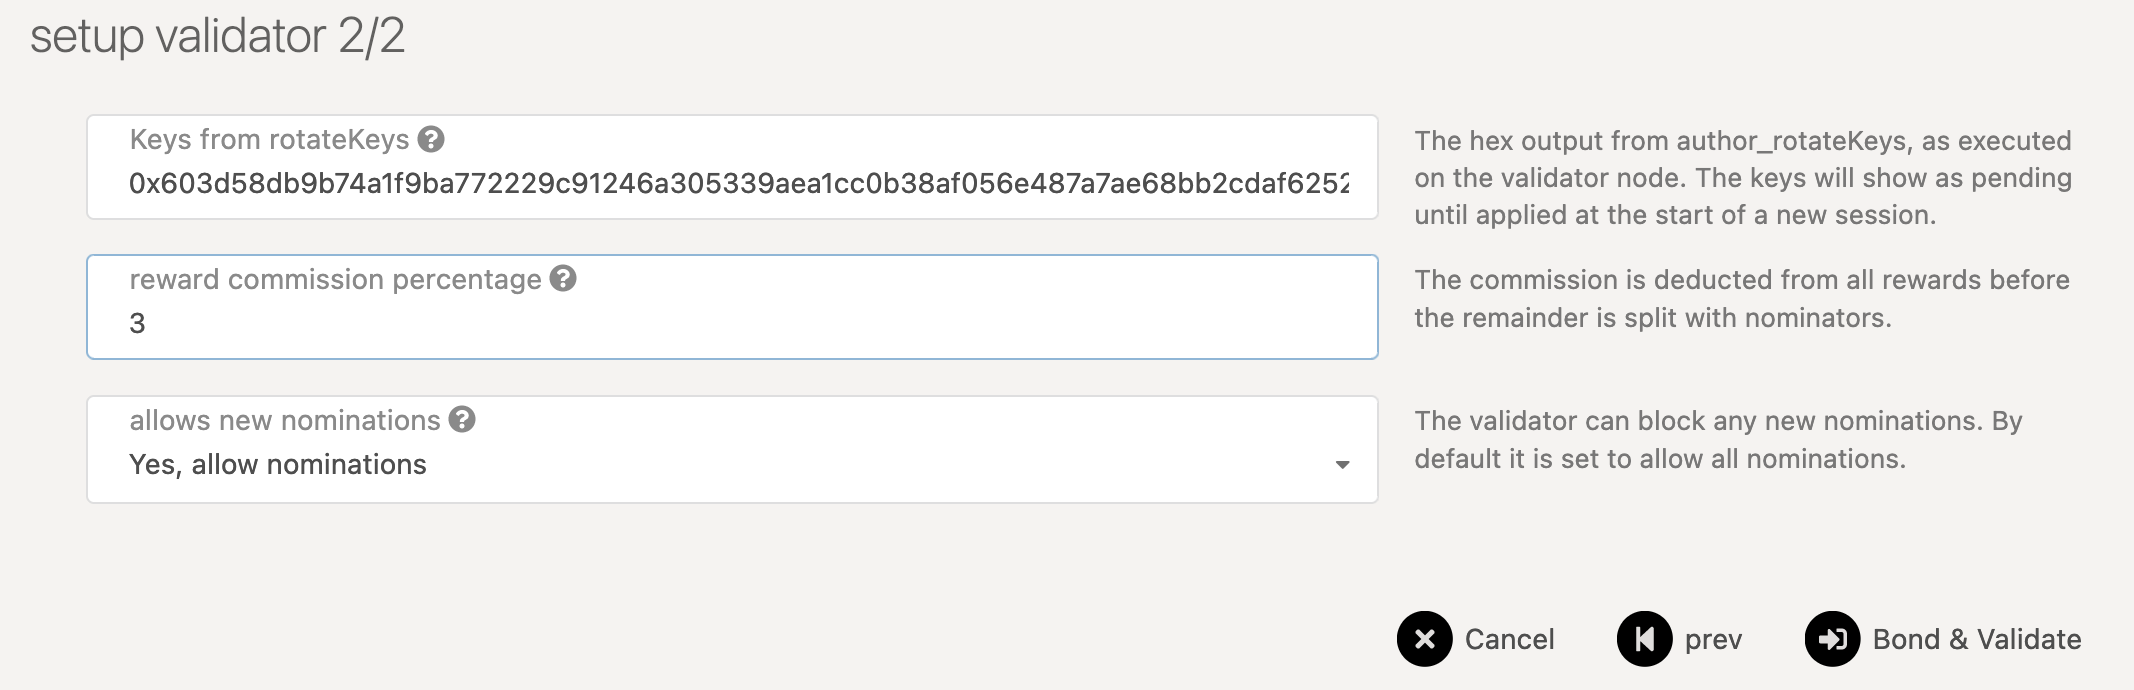 setup validator 2/2
Keys from rotateKeys
0x603d58db9b74a1f9ba772229c91246a305339aea1cc0b38af056e487a7ae68bb2cdaf6252
The hex output from author_rotateKeys, as executed
on the validator node. The keys will show as pending
until applied at the start of a new session.
reward commission percentage
3
The commission is deducted from all rewards before
the remainder is split with nominators.
allows new nominations
Yes, allow nominations
The validator can block any new nominations. By
default it is set to allow all nominations.
Cancel
prev
Bond & Validate